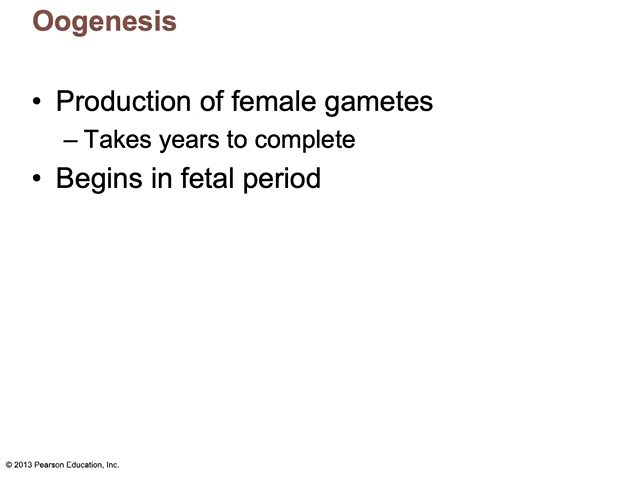 Oogenesis
• Production of female gametes
– Takes years to complete
• Begins in fetal period
© 2013 Pearson Education, Inc.